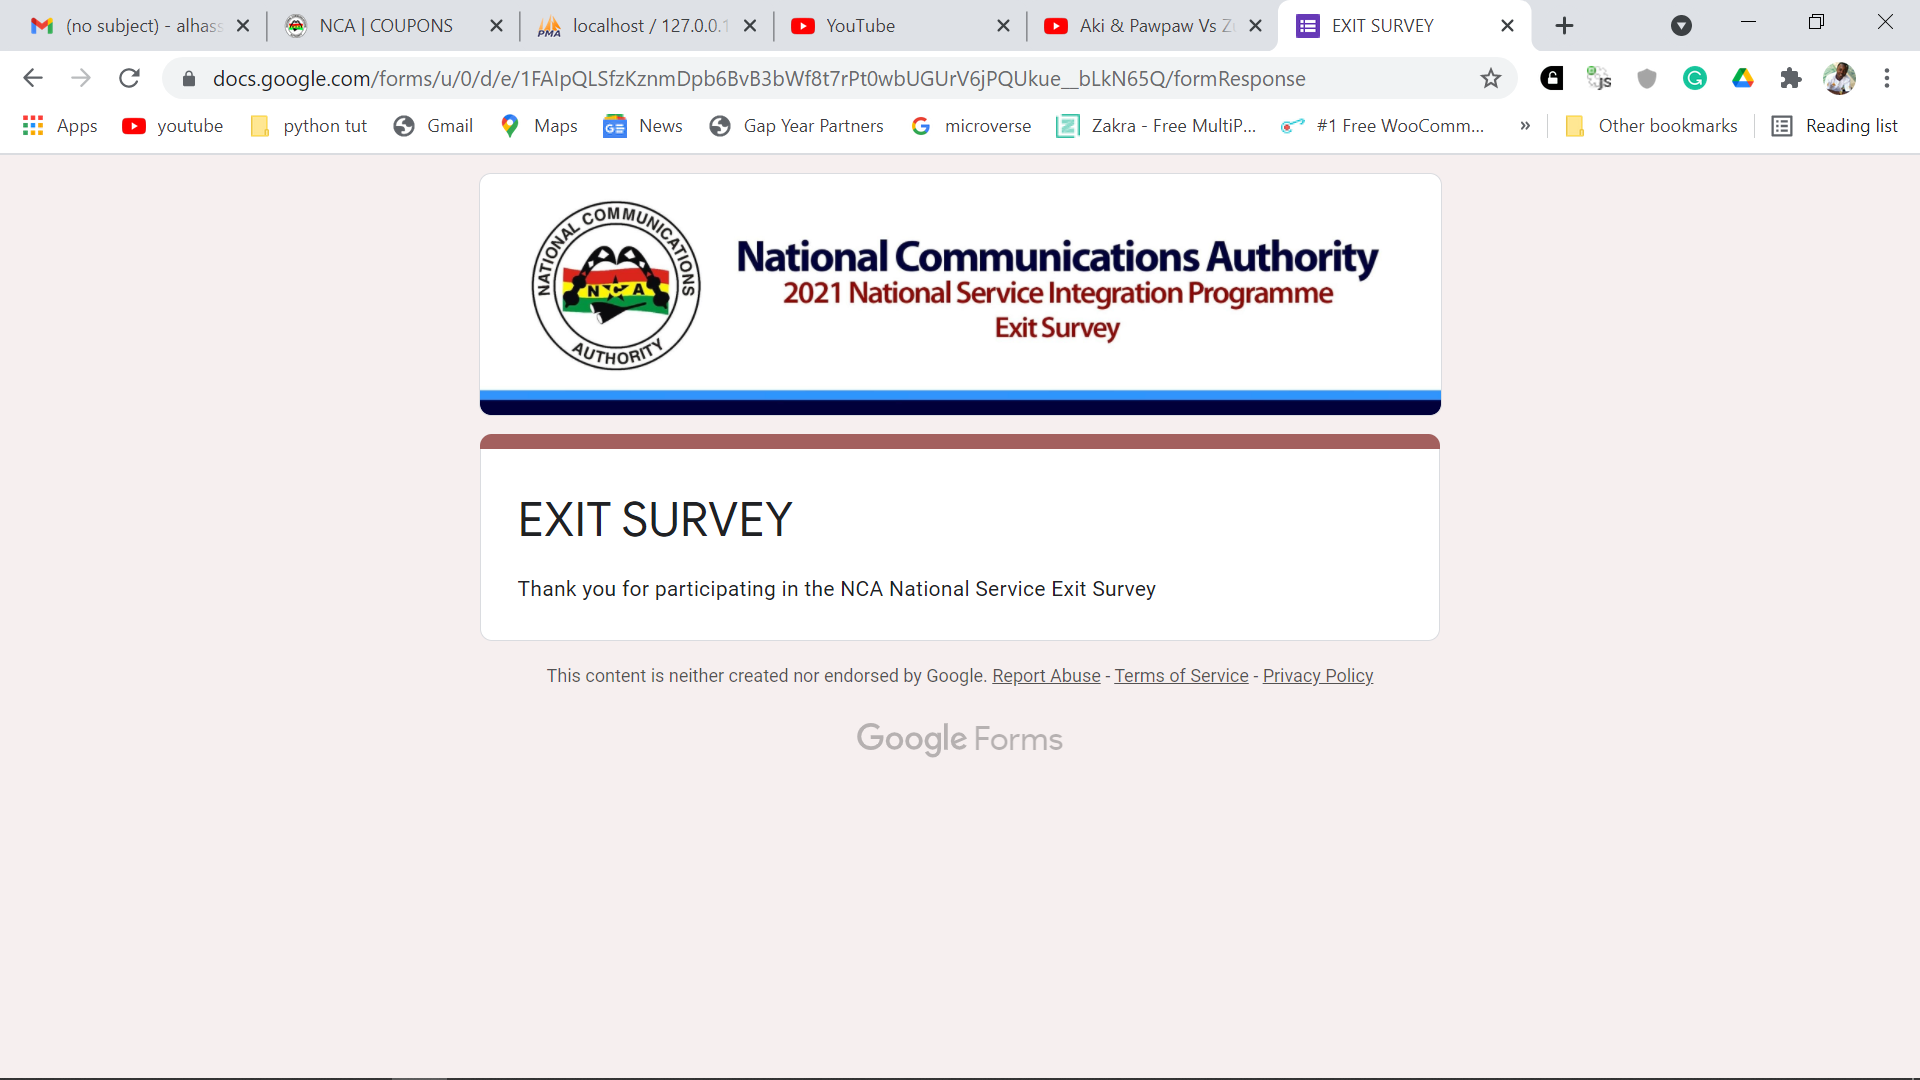 (no subject) - alhass
NCA | COUPONS
localhost / 127.0.0.1
YouTube
Aki & Pawpaw Vs Zu
EXIT SURVEY
docs.google.com/forms/u/0/d/e/1FAIpQLSfzKznmDpb6BvB3bWf8t7rPt0wbUGUrV6jPQUkue__bLkN65Q/formResponse
Apps
youtube
python tut
Gmail
Maps
News
Gap Year Partners
microverse
Zakra - Free MultiP...
#1 Free WooComm...
»
Other bookmarks
Reading list
NATIONAL COMMUNICATIONS
NCA
AUTHORITY
National Communications Authority
2021 National Service Integration Programme
Exit Survey
EXIT SURVEY
Thank you for participating in the NCA National Service Exit Survey
This content is neither created nor endorsed by Google. Report Abuse - Terms of Service - Privacy Policy
Google Forms